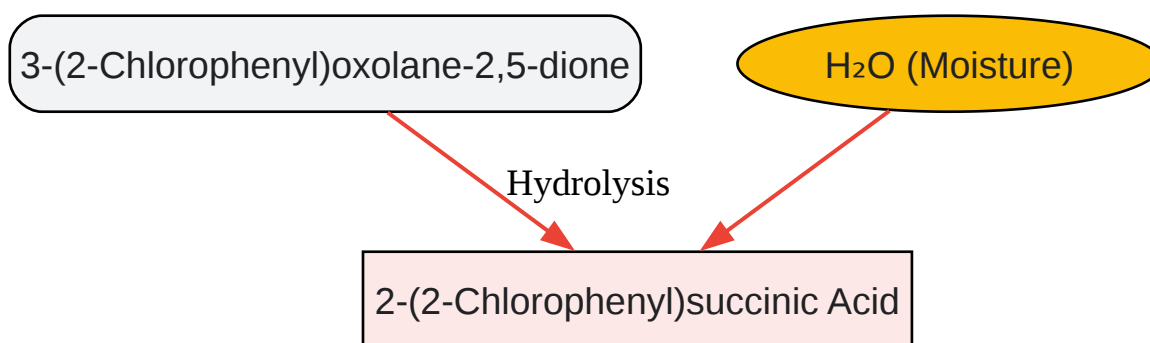 3-(2-Chlorophenyl)oxolane-2,5-dione
H₂O (Moisture)
Hydrolysis
2-(2-Chlorophenyl)succinic Acid